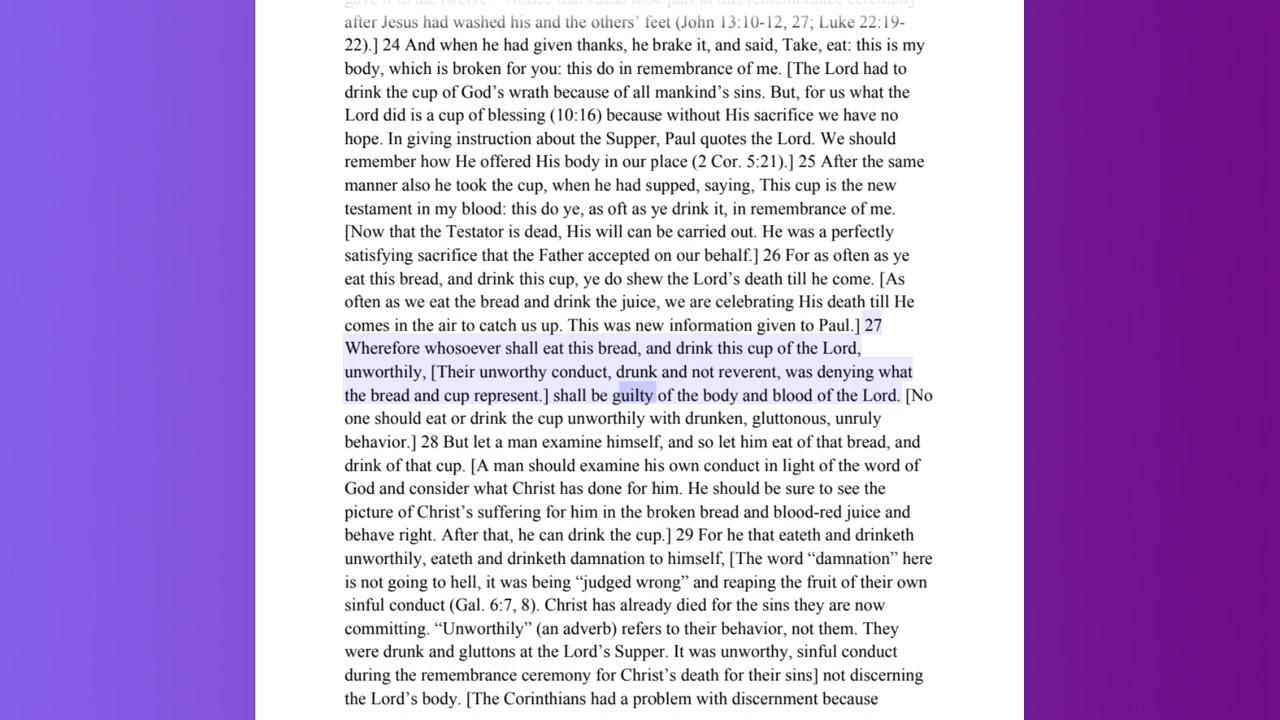 gave it to the twelve. Notice that Judas took part in this remembrance ceremony
after Jesus had washed his and the others’ feet (John 13:10-12, 27; Luke 22:19-
22).] 24 And when he had given thanks, he brake it, and said, Take, eat: this is my
body, which is broken for you: this do in remembrance of me. [The Lord had to
drink the cup of God’s wrath because of all mankind’s sins. But, for us what the
Lord did is a cup of blessing (10:16) because without His sacrifice we have no
hope. In giving instruction about the Supper, Paul quotes the Lord. We should
remember how He offered His body in our place (2 Cor. 5:21).] 25 After the same
manner also he took the cup, when he had supped, saying, This cup is the new
testament in my blood: this do ye, as oft as ye drink it, in remembrance of me.
[Now that the Testator is dead, His will can be carried out. He was a perfectly
satisfying sacrifice that the Father accepted on our behalf.] 26 For as often as ye
eat this bread, and drink this cup, ye do shew the Lord’s death till he come. [As
often as we eat the bread and drink the juice, we are celebrating His death till He
comes in the air to catch us up. This was new information given to Paul.] 27
Wherefore whosoever shall eat this bread, and drink this cup of the Lord,
unworthily, [Their unworthy conduct, drunk and not reverent, was denying what
the bread and cup represent.] shall be guilty of the body and blood of the Lord. [No
one should eat or drink the cup unworthily with drunken, gluttonous, unruly
behavior.] 28 But let a man examine himself, and so let him eat of that bread, and
drink of that cup. [A man should examine his own conduct in light of the word of
God and consider what Christ has done for him. He should be sure to see the
picture of Christ’s suffering for him in the broken bread and blood-red juice and
behave right. After that, he can drink the cup.] 29 For he that eateth and drinketh
unworthily, eateth and drinketh damnation to himself, [The word “damnation” here
is not going to hell, it was being “judged wrong” and reaping the fruit of their own
sinful conduct (Gal. 6:7, 8). Christ has already died for the sins they are now
committing. “Unworthily” (an adverb) refers to their behavior, not them. They
were drunk and gluttons at the Lord’s Supper. It was unworthy, sinful conduct
during the remembrance ceremony for Christ’s death for their sins] not discerning
the Lord’s body. [The Corinthians had a problem with discernment because